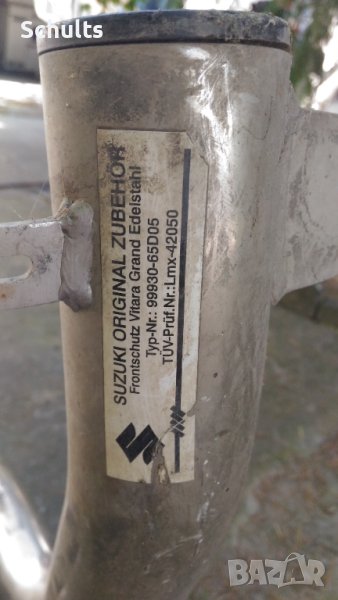 Schults
SUZUKI ORIGINAL ZUBEHÖR
Frontschutz Vitara Grand Edelstahl
Typ-Nr.: 99930-65D05
TÜV-Prüf.Nr.:Lmx-42050
BAZAR